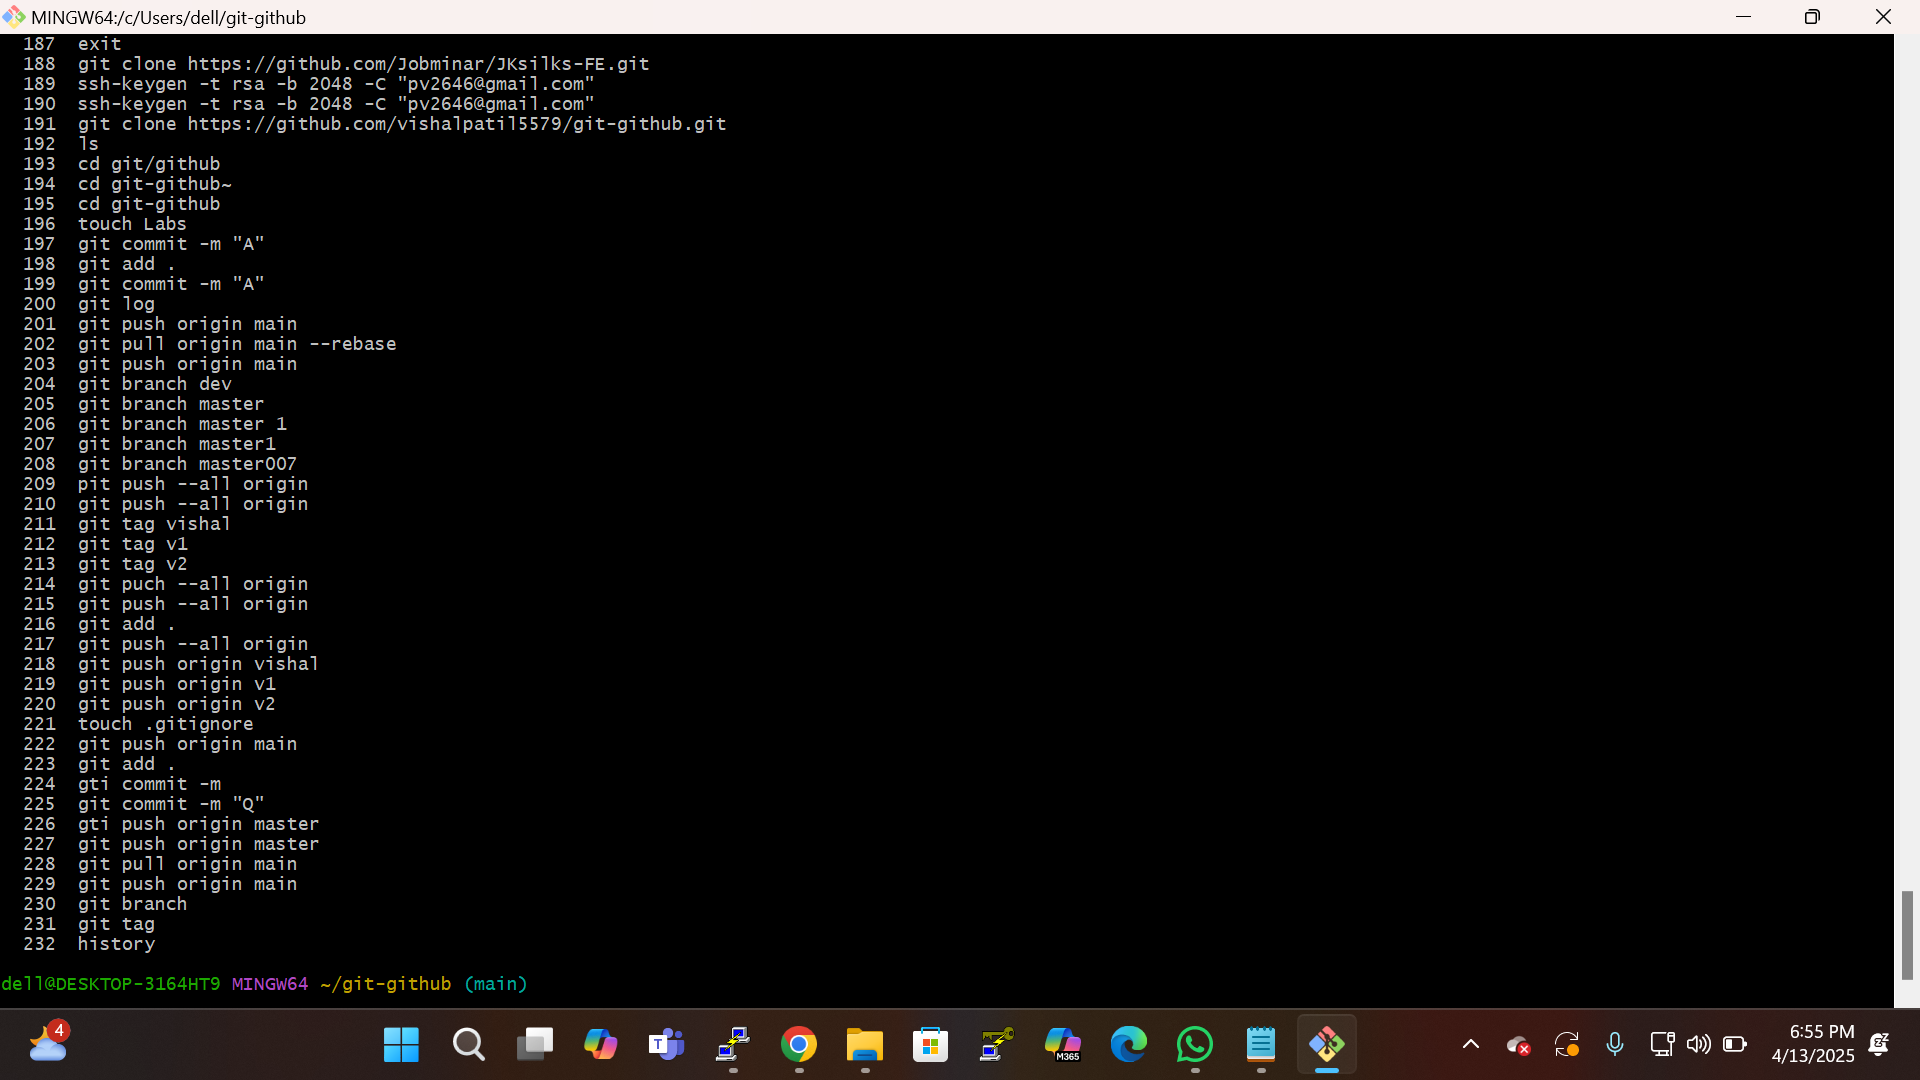 MINGW64:/c/Users/dell/git-github
187 exit
188 git clone https://github.com/Jobminar/JKsilks-FE.git
189 ssh-keygen -t rsa -b 2048 -C "pv2646@gmail.com"
190 ssh-keygen -t rsa -b 2048 -C "pv2646@gmail.com"
191 git clone https://github.com/vishalpatil5579/git-github.git
192 ls
193 cd git/github
194 cd git-github~
195 cd git-github
196 touch Labs
197 git commit -m "A"
198 git add .
199 git commit -m "A"
200 git log
201 git push origin main
202 git pull origin main --rebase
203 git push origin main
204 git branch dev
205 git branch master
206 git branch master 1
207 git branch master1
208 git branch master007
209 pit push --all origin
210 git push --all origin
211 git tag vishal
212 git tag v1
213 git tag v2
214 git puch --all origin
215 git push --all origin
216 git add .
217 git push --all origin
218 git push origin vishal
219 git push origin v1
220 git push origin v2
221 touch .gitignore
222 git push origin main
223 git add .
224 gti commit -m
225 git commit -m "Q"
226 gti push origin master
227 git push origin master
228 git pull origin main
229 git push origin main
230 git branch
231 git tag
232 history
dell@DESKTOP-3164HT9 MINGW64 ~/git-github (main)
4
M365
6:55 PM
4/13/2025